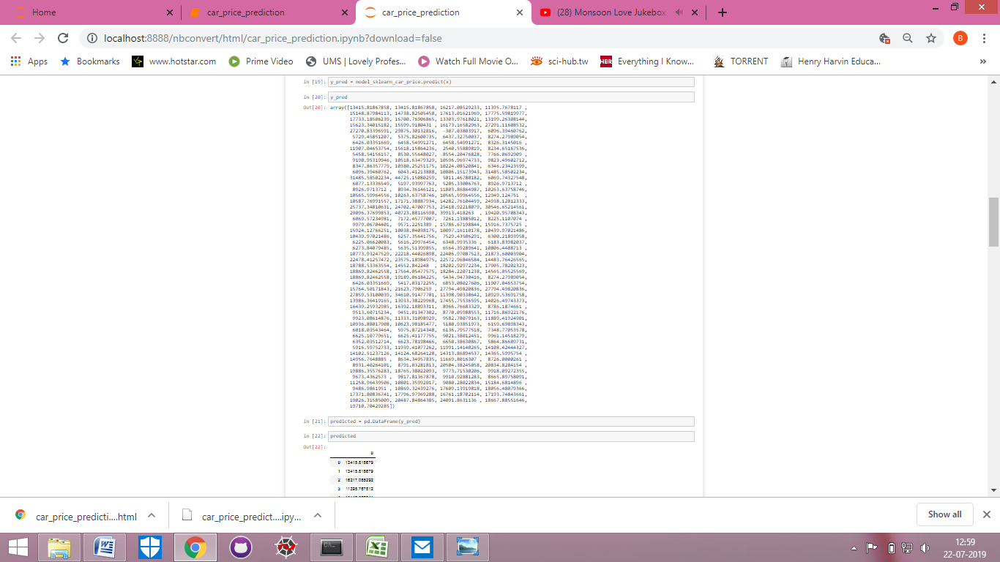 Home
car_price_prediction
car_price_prediction
(28) Monsoon Love Jukebox
localhost:8888/nbconvert/html/car_price_prediction.ipynb?download=false
B
Apps
Bookmarks
www.hotstar.com
Prime Video
UMS | Lovely Profes...
Watch Full Movie O...
sci-hub.tw
HBR
Everything I Know...
TORRENT
Henry Harvin Educa...
In [19]: y_pred = model_sklearn_car_price.predict(x)
In [20]: y_pred
Out[20]: array([13415.81867858, 13415.81867858, 16217.08529233, 11395.7678117 ,
15148.87984113, 14738.82505458, 17613.01621969, 17775.59819977,
17733.18506239, 16700.76906865, 13303.97618021, 13199.26308144,
15623.34015182, 15599.9180431 , 16173.16582963, 27291.11608532,
27270.83396591, 29875.30132816, -307.03803917, 6096.39460762,
5729.45851207, 5375.82600735, 6437.32750037, 8274.27989054,
6426.03351669, 6458.54991271, 6458.54991271, 8326.3145016 ,
11907.04653754, 15618.15864236, 2540.55889819, 8234.65167536,
5458.54156157, 8530.55648027, 8554.20476828, 7766.0692909 ,
9190.95319946, 10518.63479329, 10596.96974733, 9823.49602712,
8347.86357779, 10380.25251175, 10224.08520841, 6346.23423599,
6096.39460762, 6043.41213888, 10806.15173943, 31485.58502234,
31485.58502234, 44725.15080259, 5011.46780182, 6069.74327548,
6077.13336549, 5197.93997763, 5205.33006763, 8926.9713712 ,
8926.9713712 , 8934.36146121, 11803.86864987, 10263.63758746,
10565.59964556, 10263.63758746, 10565.59964556, 12949.124751 ,
10587.76991557, 17171.38887934, 14282.76104459, 24938.12812333,
25737.34810631, 24702.47007753, 25418.92218079, 30546.65214561,
29096.37699853, 40723.88116598, 39913.418263 , 19420.95708343,
6069.57234981, 7172.45777007, 7261.13885012, 8225.1107074 ,
9979.06704401, 9571.2251389 , 15786.67198844, 15916.7375725 ,
15924.12766251, 10038.04038175, 10097.16110178, 10439.97021486,
10439.97021486, 6257.35641756, 7529.43506291, 6300.21893958,
6225.06620083, 5616.29976454, 6348.9935336 , 6183.83982037,
6273.84079485, 5635.51399855, 6564.39289641, 10806.4488713 ,
10773.93247529, 22218.44026898, 22406.97087523, 21873.60003904,
22478.41257472, 23575.18984975, 22572.96846584, 14483.76426565,
18788.53363554, 14552.842248 , 18202.92972234, 17905.78202323,
18869.82462558, 17564.05477575, 18284.22071238, 14565.05525569,
18869.82462558, 19189.06184225, 5434.94730416, 8274.27989054,
6426.03351669, 5417.03172255, 6853.08027606, 11907.04653754,
15764.50171843, 21623.7906259 , 27794.49820836, 27794.49820836,
27859.53100039, 34610.91477701, 11398.90338642, 10929.53691758,
13986.36419165, 13933.38229968, 17455.75536595, 14026.49743373,
16439.25932985, 16392.18893311, 8966.76683329, 8786.1874661 ,
9513.60715234, 9451.01347302, 8770.05988553, 11716.86922176,
9923.08614876, 11333.31098929, 9582.78079163, 11889.41924901,
10936.88017908, 10623.98185477, 5180.93851973, 6159.69898343,
6018.03543464, 5975.87214348, 6136.79577518, 7348.77053578,
6625.10779651, 6625.41177755, 9021.38012451, 9961.14518279,
6352.03512714, 6623.78198466, 6650.38630867, 5864.86689731,
5916.59752733, 11939.41077262, 11991.14140265, 14108.42444327,
14102.51237126, 14124.68264128, 14313.86894537, 14365.5995754 ,
14956.7648885 , 8634.34957835, 11669.8016307 , 8726.0000261 ,
8931.40264101, 8791.03281813, 20504.38245058, 20834.8284154 ,
19886.35576283, 18765.38022093, 9773.71530206, 9918.09272355,
9673.4362573 , 9817.81367878, 9910.92881283, 8665.89758091,
11258.96439506, 10801.35992017, 9080.28022834, 15184.6814896 ,
9486.9861951 , 10869.32439276, 17609.13919818, 18056.48079366,
17371.80836741, 17796.97969288, 16761.18702114, 17193.74843661,
19026.31585009, 20487.84864385, 24091.8631136 , 18667.88551646,
19710.70429285])
In [21]: predicted = pd.DataFrame(y_pred)
In [22]: predicted
Out[22]:
0
0 13415.818679
1 13415.818679
2 16217.085292
3 11395.767812
car_price_predicti....html
car_price_predict....ipy...
Show all
12:59
22-07-2019